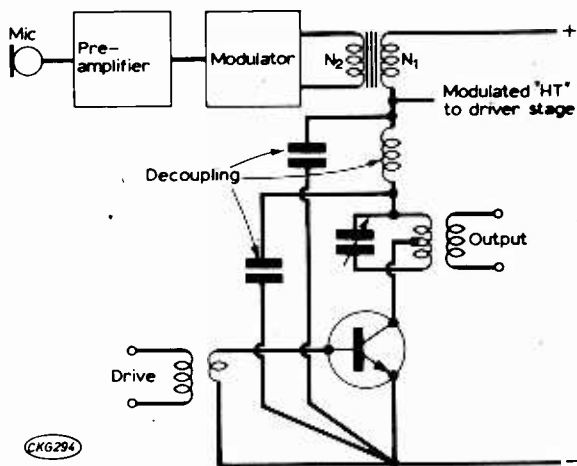 Mic
Pre-
amplifier
Modulator
N₂
N₁
+
Modulated "HT"
to driver stage
Decoupling
Output
Drive
CKG294
−